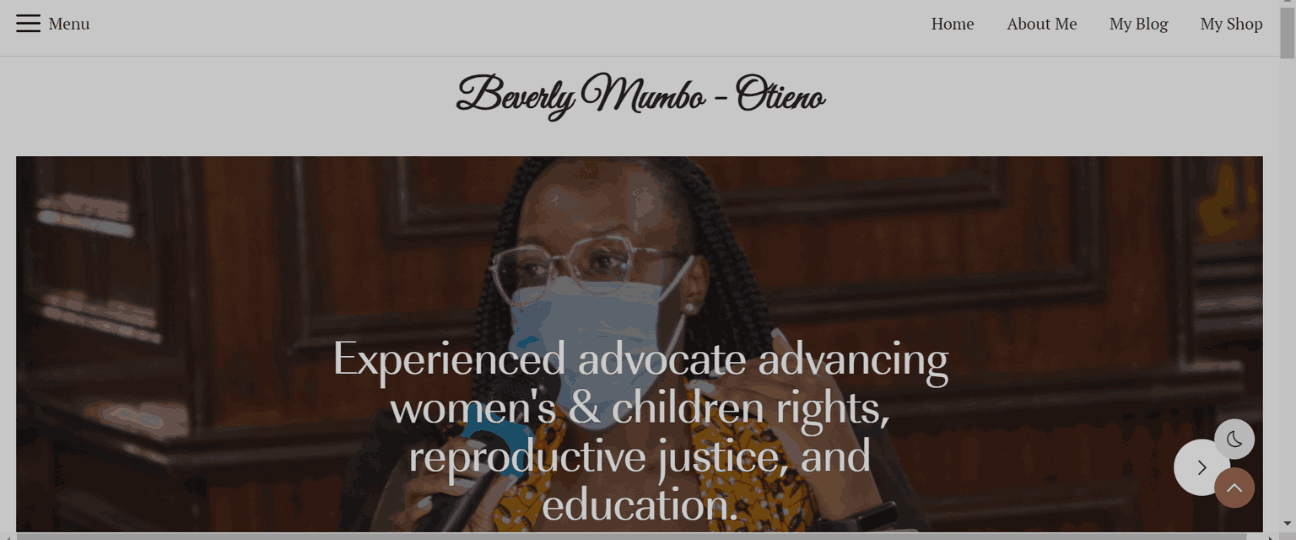 Menu
Home
About Me
My Blog
My Shop
Beverly Mumbo - Otieno
Experienced advocate advancing
women's & children rights,
reproductive justice, and
education.